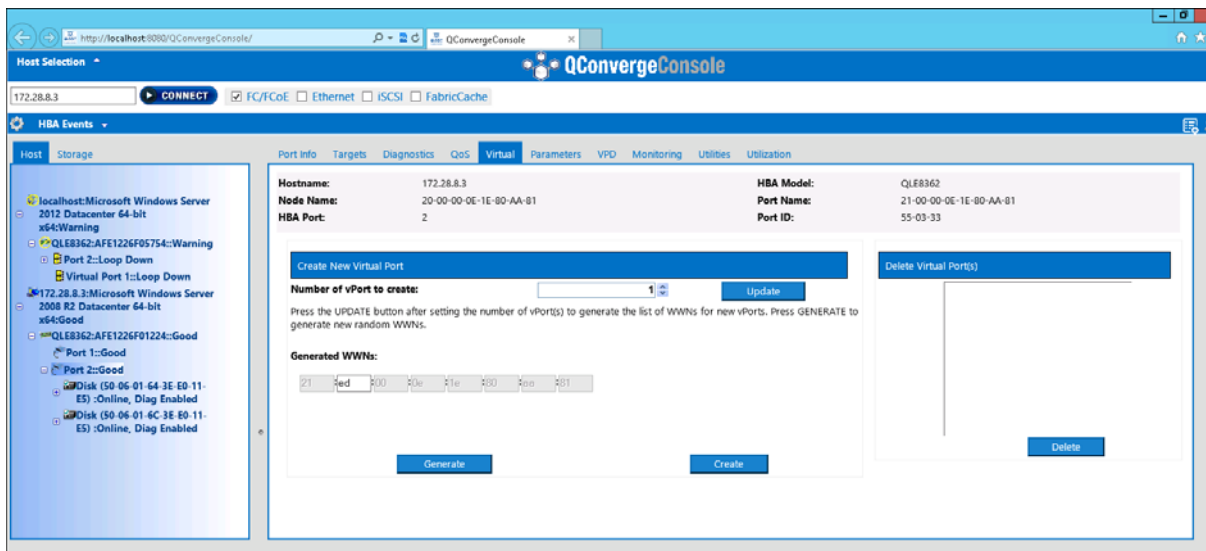 http://localhost:8080/QConvergeConsole/
QConvergeConsole
Host Selection
QConvergeConsole
172.28.8.3 CONNECT FC/FCoE Ethernet iSCSI FabricCache
HBA Events
Host Storage
Port Info Targets Diagnostics QoS Virtual Parameters VPD Monitoring Utilities Utilization
localhost:Microsoft Windows Server
2012 Datacenter 64-bit
x64:Warning
QLE8362:AFE1226F05754::Warning
Port 2::Loop Down
Virtual Port 1::Loop Down
172.28.8.3:Microsoft Windows Server
2008 R2 Datacenter 64-bit
x64:Good
QLE8362:AFE1226F01224::Good
Port 1::Good
Port 2::Good
Disk (50-06-01-64-3E-E0-11-
E5) :Online, Diag Enabled
Disk (50-06-01-6C-3E-E0-11-
E5) :Online, Diag Enabled
Hostname: 172.28.8.3 HBA Model: QLE8362
Node Name: 20-00-00-0E-1E-80-AA-81 Port Name: 21-00-00-0E-1E-80-AA-81
HBA Port: 2 Port ID: 55-03-33
Create New Virtual Port
Number of vPort to create: 1 Update
Press the UPDATE button after setting the number of vPort(s) to generate the list of WWNs for new vPorts. Press GENERATE to
generate new random WWNs.
Generated WWNs:
21 :ed :00 :0e :1e :80 :aa :81
Generate Create
Delete Virtual Port(s)
Delete